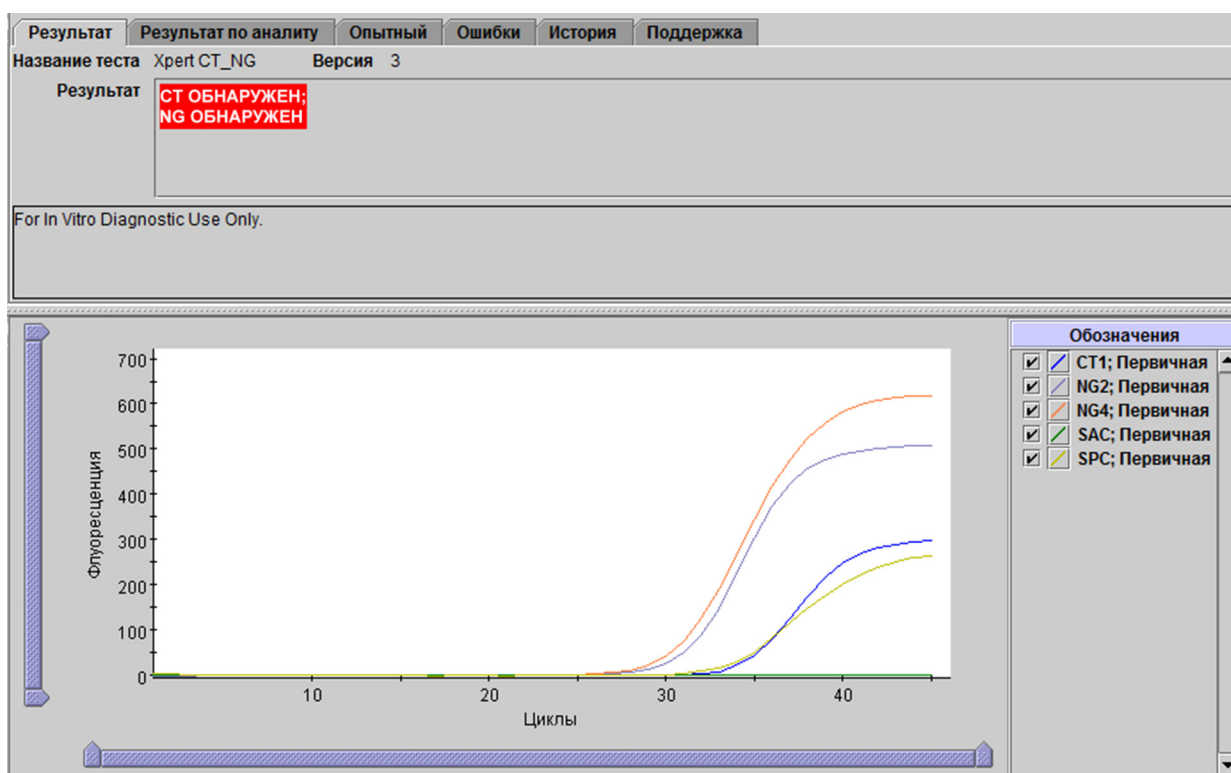 Результат Результат по аналиту Опытный Ошибки История Поддержка
Название теста Xpert CT_NG Версия 3
Результат CT ОБНАРУЖЕН;
NG ОБНАРУЖЕН
For In Vitro Diagnostic Use Only.
700
600
500
400
300
200
100
0
Флуоресценция
10 20 30 40
Циклы
Обозначения
CT1; Первичная
NG2; Первичная
NG4; Первичная
SAC; Первичная
SPC; Первичная